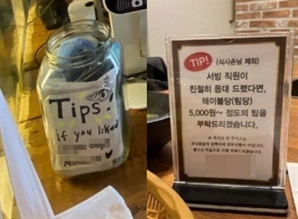 Tips!
if you liked
TIP!
(식사손님 제외)
서빙 직원이
친절히 응대 드렸다면,
테이블당(팀당)
5,000원~ 정도의 팁을
부탁드리겠습니다.